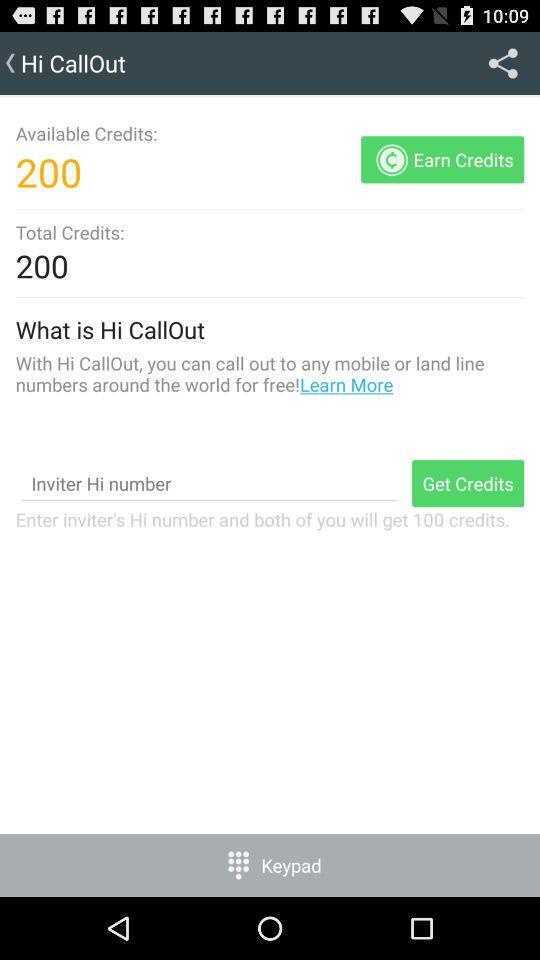 10:09
Hi CallOut
Available Credits:
200
¢ Earn Credits
Total Credits:
200
What is Hi CallOut
With Hi CallOut, you can call out to any mobile or land line
numbers around the world for free!Learn More
Inviter Hi number
Get Credits
Enter inviter's Hi number and both of you will get 100 credits.
Keypad